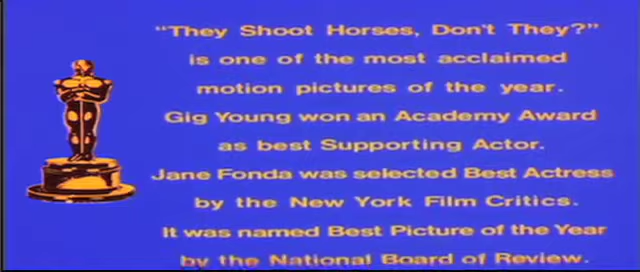 "They Shoot Horses, Don't They?"
is one of the most acclaimed
motion pictures of the year.
Gig Young won an Academy Award
as best Supporting Actor.
Jane Fonda was selected Best Actress
by the New York Film Critics.
It was named Best Picture of the Year
by the National Board of Review.